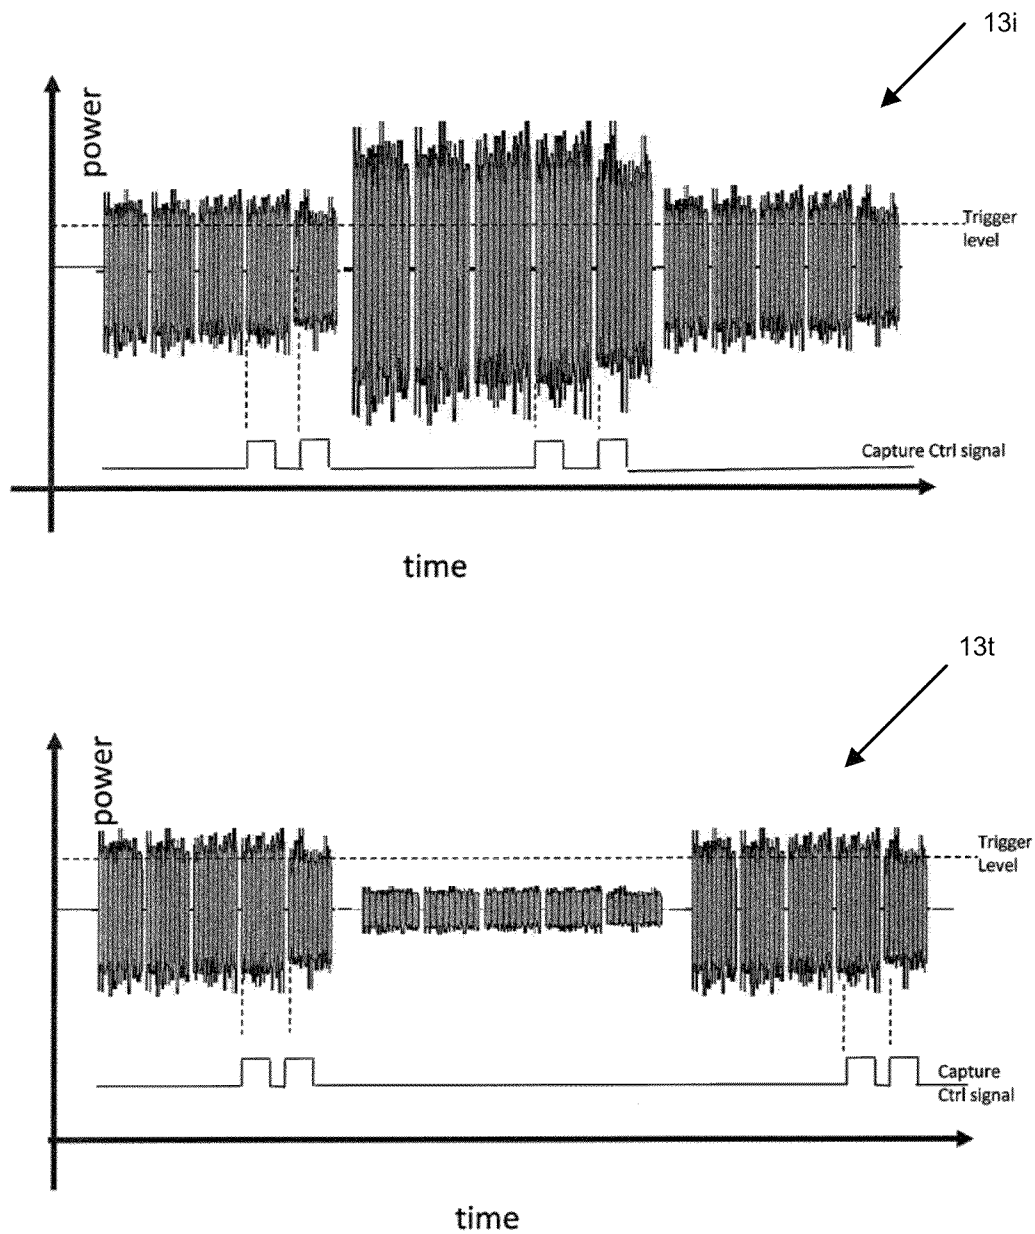 13i
power
Trigger
level
Capture Ctrl signal
time
13t
power
Trigger
Level
Capture
Ctrl signal
time